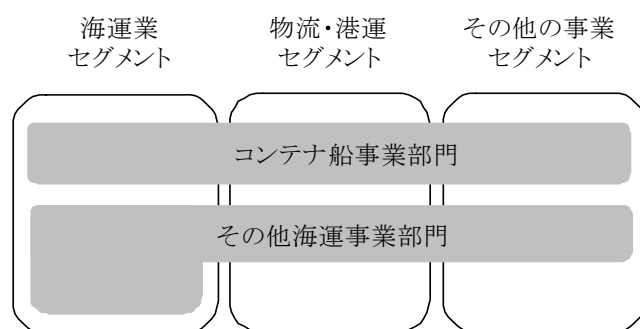 海運業
セグメント
物流・港運
セグメント
その他の事業
セグメント
コンテナ船事業部門
その他海運事業部門